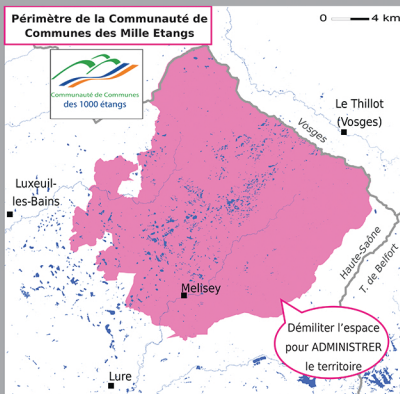 Périmètre de la Communauté de
Communes des Mille Etangs
0 4 km
Communauté de Communes
des 1000 étangs
Le Thillot
(Vosges)
Vosges
Luxeuil-
les-Bains
Haute-Saône
T. de Belfort
Melisey
Démiliter l'espace
pour ADMINISTRER
le territoire
Lure